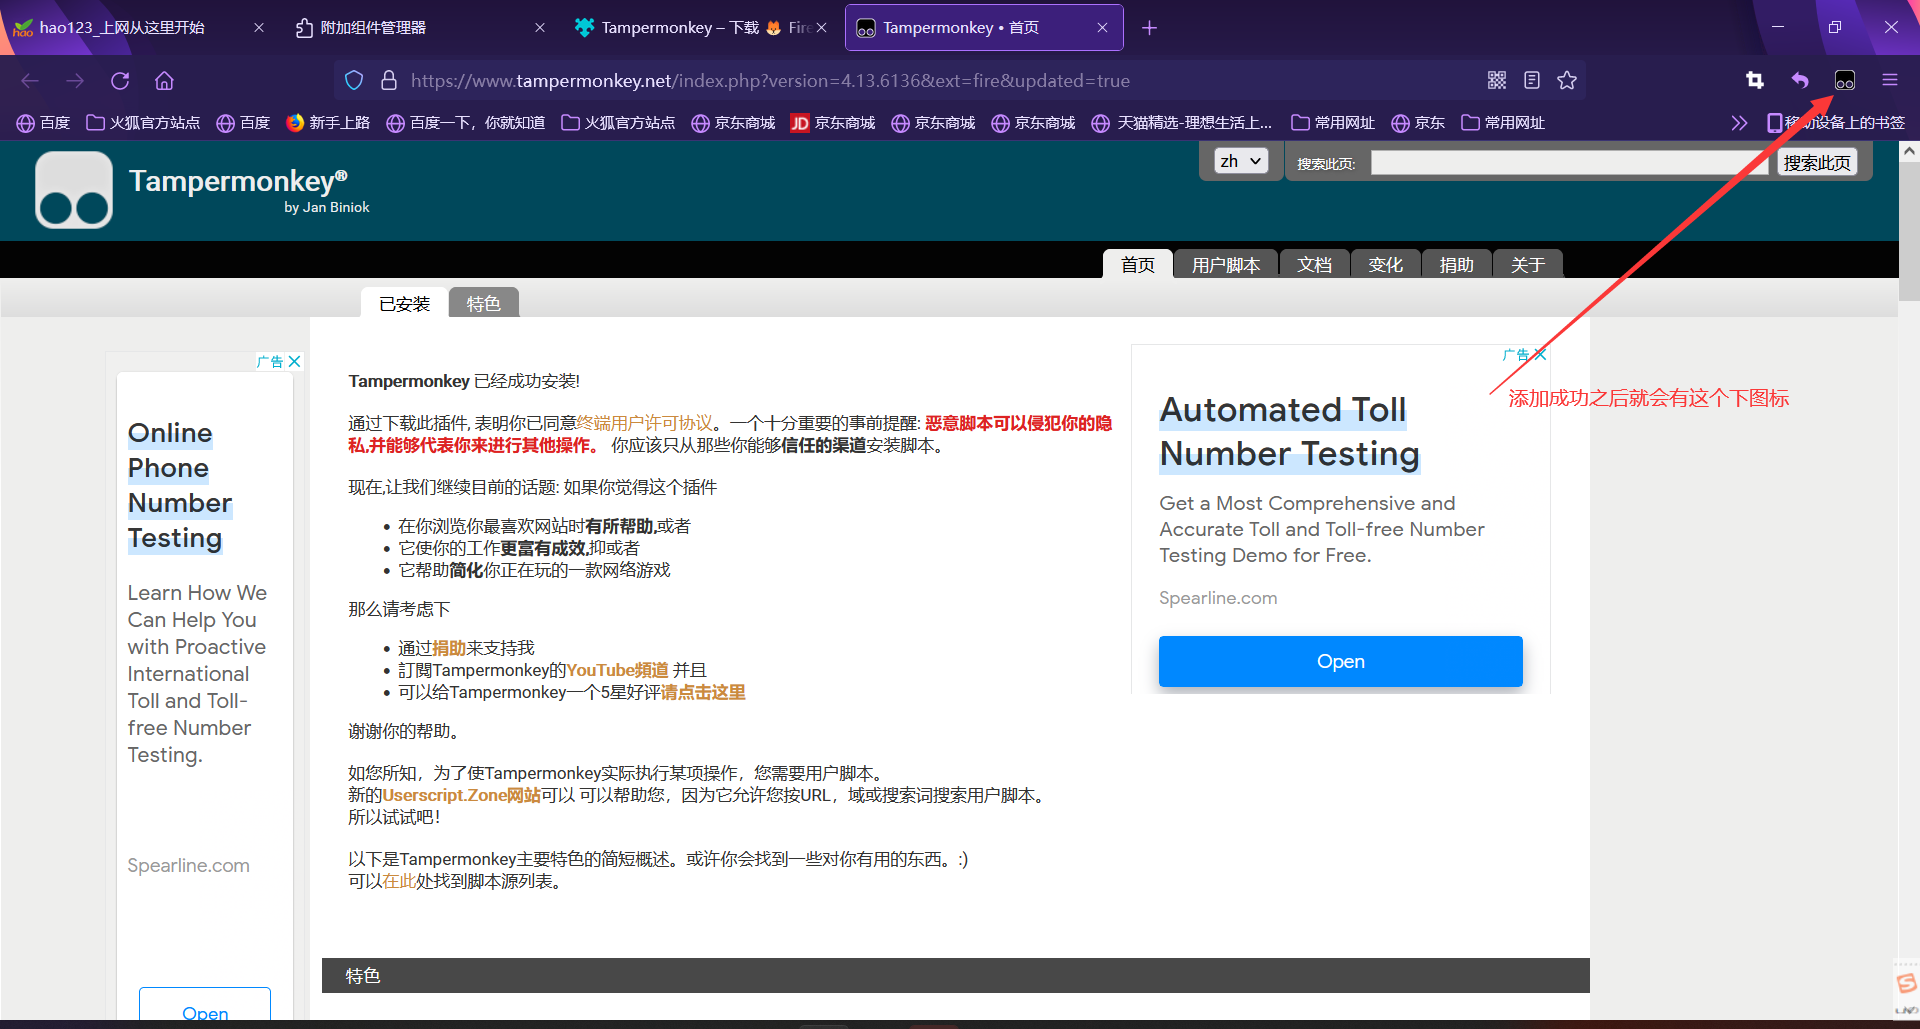 hao123_上网从这里开始
附加组件管理器
Tampermonkey – 下载 🦊 Fire
Tampermonkey • 首页
https://www.tampermonkey.net/index.php?version=4.13.6136&ext=fire&updated=true
百度
火狐官方站点
百度
新手上路
百度一下，你就知道
火狐官方站点
京东商城
JD 京东商城
京东商城
京东商城
天猫精选-理想生活上...
常用网址
京东
常用网址
移动设备上的书签
Tampermonkey®
by Jan Biniok
zh
搜索此页:
搜索此页
首页
用户脚本
文档
变化
捐助
关于
已安装
特色
广告
Online
Phone
Number
Testing
Learn How We
Can Help You
with Proactive
International
Toll and Toll-
free Number
Testing.
Spearline.com
Open
Tampermonkey 已经成功安装!
通过下载此插件, 表明你已同意终端用户许可协议。一个十分重要的事前提醒: 恶意脚本可以侵犯你的隐
私,并能够代表你来进行其他操作。 你应该只从那些你能够信任的渠道安装脚本。
现在,让我们继续目前的话题: 如果你觉得这个插件
• 在你浏览你最喜欢网站时有所帮助,或者
• 它使你的工作更富有成效,抑或者
• 它帮助简化你正在玩的一款网络游戏
那么请考虑下
• 通过捐助来支持我
• 訂閱Tampermonkey的YouTube頻道 并且
• 可以给Tampermonkey一个5星好评请点击这里
谢谢你的帮助。
如您所知，为了使Tampermonkey实际执行某项操作，您需要用户脚本。
新的Userscript.Zone网站可以 可以帮助您，因为它允许您按URL，域或搜索词搜索用户脚本。
所以试试吧！
以下是Tampermonkey主要特色的简短概述。或许你会找到一些对你有用的东西。:)
可以在此处找到脚本源列表。
特色
广告
Automated Toll
Number Testing
Get a Most Comprehensive and
Accurate Toll and Toll-free Number
Testing Demo for Free.
Spearline.com
Open
添加成功之后就会有这个下图标